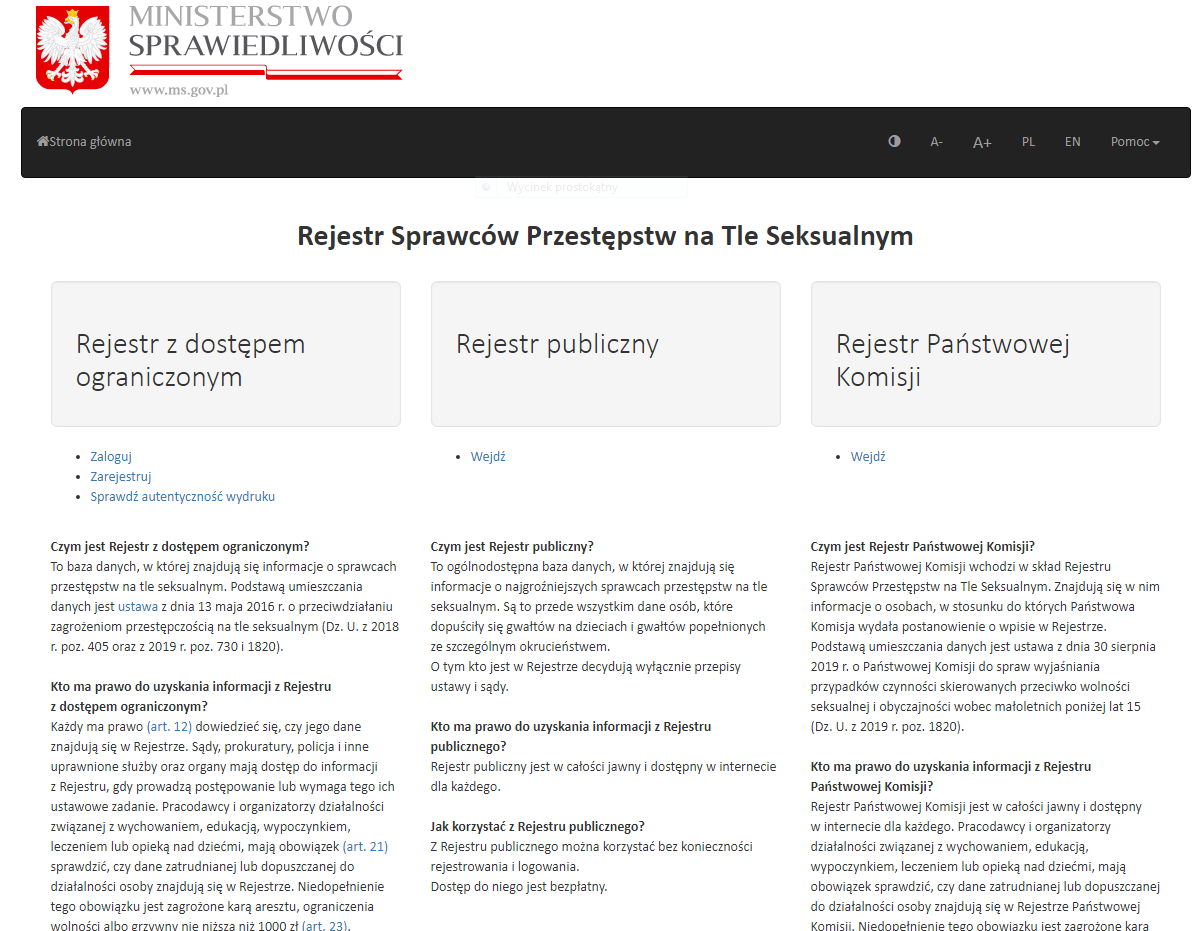 MINISTERSTWO
SPRAWIEDLIWOŚCI
www.ms.gov.pl
Strona główna
A-
A+
PL
EN
Pomoc
Wycinek prostokątny
Rejestr Sprawców Przestępstw na Tle Seksualnym
Rejestr z dostępem
ograniczonym
Zaloguj
Zarejestruj
Sprawdź autentyczność wydruku
Czym jest Rejestr z dostępem ograniczonym?
To baza danych, w której znajdują się informacje o sprawcach
przestępstw na tle seksualnym. Podstawą umieszczania
danych jest ustawa z dnia 13 maja 2016 r. o przeciwdziałaniu
zagrożeniom przestępczością na tle seksualnym (Dz. U. z 2018
r. poz. 405 oraz z 2019 r. poz. 730 i 1820).
Kto ma prawo do uzyskania informacji z Rejestru
z dostępem ograniczonym?
Każdy ma prawo (art. 12) dowiedzieć się, czy jego dane
znajdują się w Rejestrze. Sądy, prokuratury, policja i inne
uprawnione służby oraz organy mają dostęp do informacji
z Rejestru, gdy prowadzą postępowanie lub wymaga tego ich
ustawowe zadanie. Pracodawcy i organizatorzy działalności
związanej z wychowaniem, edukacją, wypoczynkiem,
leczeniem lub opieką nad dziećmi, mają obowiązek (art. 21)
sprawdzić, czy dane zatrudnianej lub dopuszczanej do
działalności osoby znajdują się w Rejestrze. Niedopełnienie
tego obowiązku jest zagrożone karą aresztu, ograniczenia
wolności albo grzywny nie niższa niż 1000 zł (art. 23).
Rejestr publiczny
Wejdź
Czym jest Rejestr publiczny?
To ogólnodostępna baza danych, w której znajdują się
informacje o najgroźniejszych sprawcach przestępstw na tle
seksualnym. Są to przede wszystkim dane osób, które
dopuściły się gwałtów na dzieciach i gwałtów popełnionych
ze szczególnym okrucieństwem.
O tym kto jest w Rejestrze decydują wyłącznie przepisy
ustawy i sądy.
Kto ma prawo do uzyskania informacji z Rejestru
publicznego?
Rejestr publiczny jest w całości jawny i dostępny w internecie
dla każdego.
Jak korzystać z Rejestru publicznego?
Z Rejestru publicznego można korzystać bez konieczności
rejestrowania i logowania.
Dostęp do niego jest bezpłatny.
Rejestr Państwowej
Komisji
Wejdź
Czym jest Rejestr Państwowej Komisji?
Rejestr Państwowej Komisji wchodzi w skład Rejestru
Sprawców Przestępstw na Tle Seksualnym. Znajdują się w nim
informacje o osobach, w stosunku do których Państwowa
Komisja wydała postanowienie o wpisie w Rejestrze.
Podstawą umieszczania danych jest ustawa z dnia 30 sierpnia
2019 r. o Państwowej Komisji do spraw wyjaśniania
przypadków czynności skierowanych przeciwko wolności
seksualnej i obyczajności wobec małoletnich poniżej lat 15
(Dz. U. z 2019 r. poz. 1820).
Kto ma prawo do uzyskania informacji z Rejestru
Państwowej Komisji?
Rejestr Państwowej Komisji jest w całości jawny i dostępny
w internecie dla każdego. Pracodawcy i organizatorzy
działalności związanej z wychowaniem, edukacją,
wypoczynkiem, leczeniem lub opieką nad dziećmi, mają
obowiązek sprawdzić, czy dane zatrudnianej lub dopuszczanej
do działalności osoby znajdują się w Rejestrze Państwowej
Komisji. Niedopełnienie tego obowiązku jest zagrożone kara